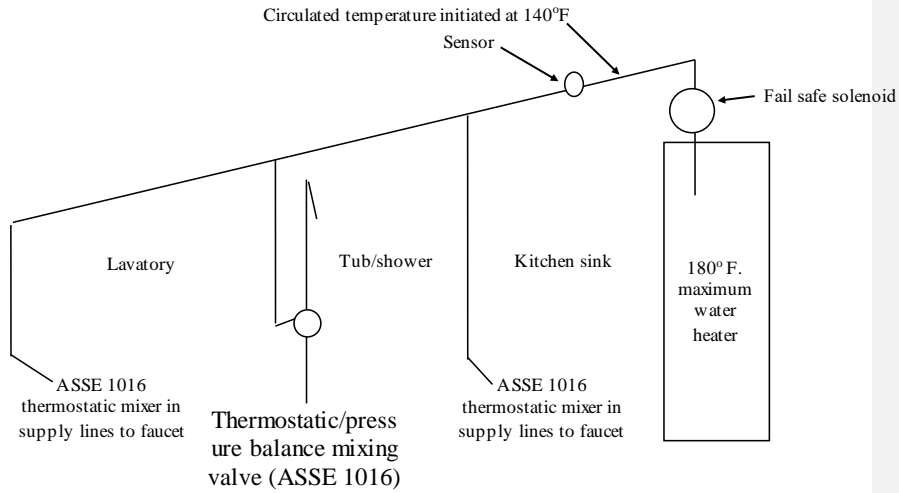 Circulated temperature initiated at 140°F
Sensor
Fail safe solenoid
Lavatory
Tub/shower
Kitchen sink
180° F.
maximum
water
heater
ASSE 1016
thermostatic mixer in
supply lines to faucet
Thermostatic/press
ure balance mixing
valve (ASSE 1016)
ASSE 1016
thermostatic mixer in
supply lines to faucet